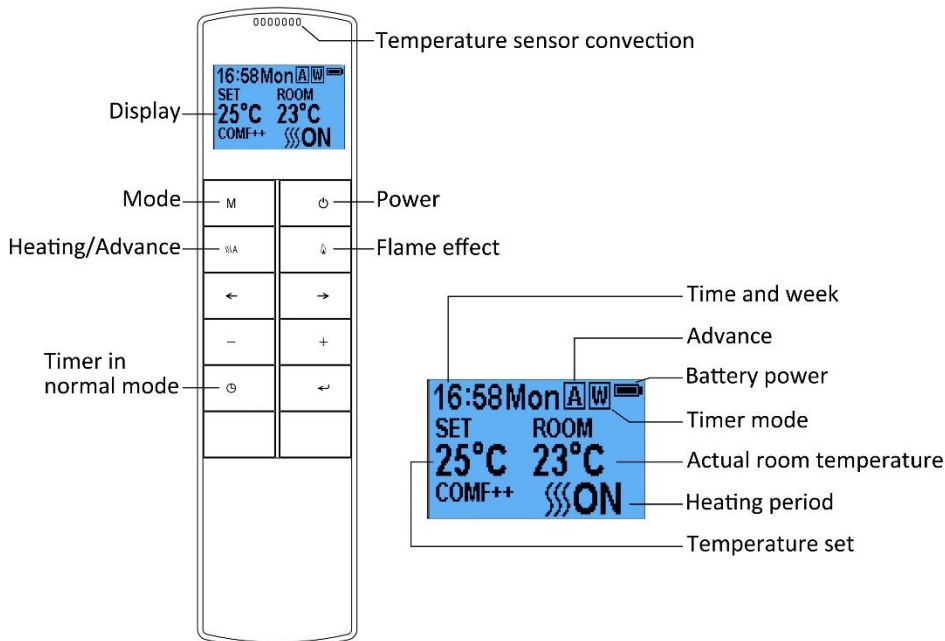 Temperature sensor convection
16:58Mon A W
SET ROOM
25°C 23°C
COMF++ ON
Display
Mode
M
Power
Heating/Advance
A
Flame effect
← →
− +
Timer in
normal mode
Time and week
Advance
Battery power
Timer mode
Actual room temperature
Heating period
Temperature set
16:58Mon A W
SET ROOM
25°C 23°C
COMF++ ON